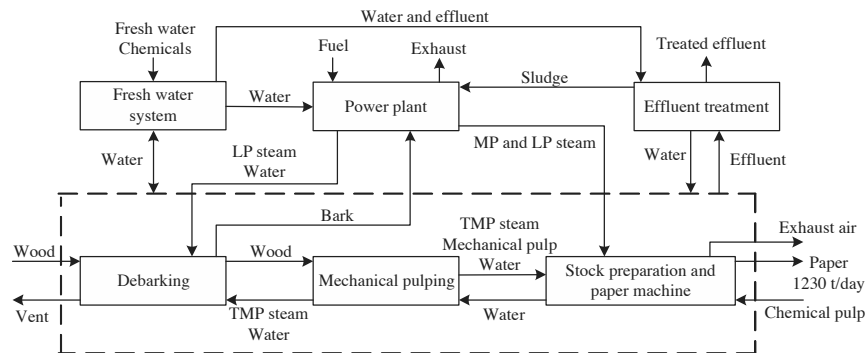 Water and effluent
Fresh water
Chemicals
Fuel
Exhaust
Treated effluent
Sludge
Fresh water
system
Water
Power plant
Effluent treatment
Water
LP steam
Water
MP and LP steam
Water
Effluent
Bark
TMP steam
Mechanical pulp
Water
Exhaust air
Wood
Debarking
Wood
Mechanical pulping
Stock preparation and
paper machine
Paper
1230 t/day
Vent
TMP steam
Water
Water
Chemical pulp